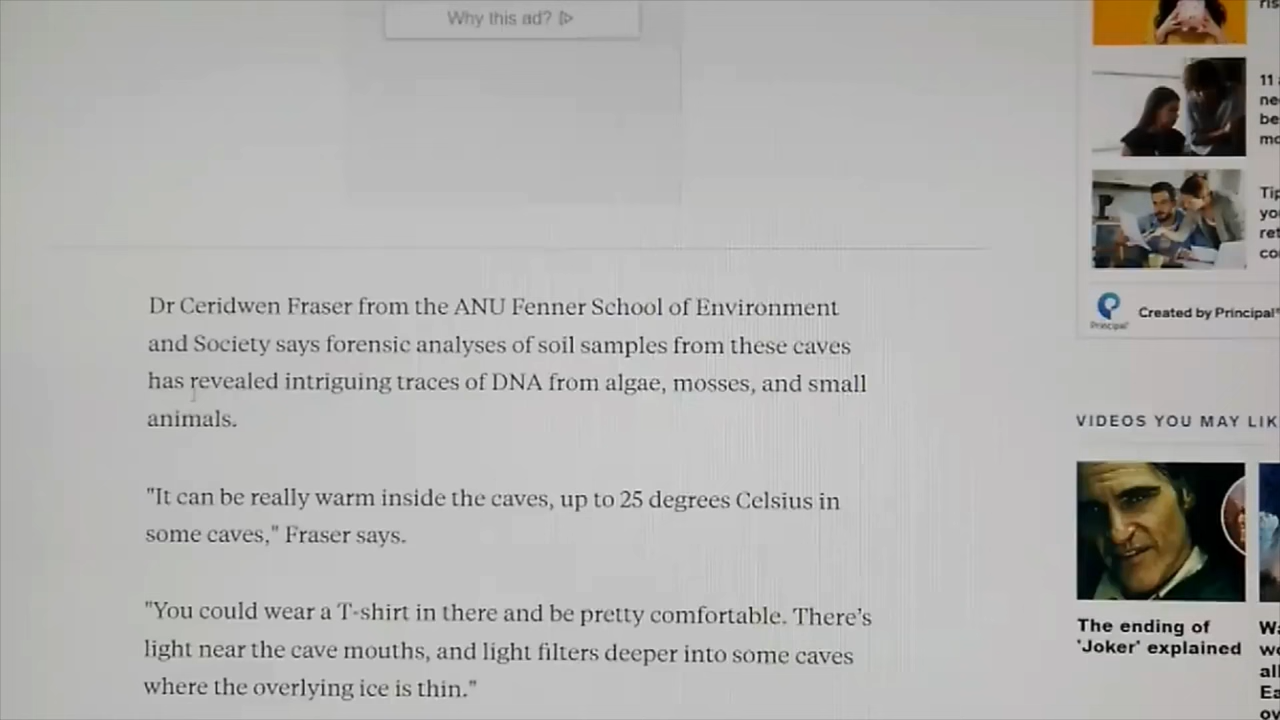 Why this ad?
Dr Ceridwen Fraser from the ANU Fenner School of Environment
and Society says forensic analyses of soil samples from these caves
has revealed intriguing traces of DNA from algae, mosses, and small
animals.
"It can be really warm inside the caves, up to 25 degrees Celsius in
some caves," Fraser says.
"You could wear a T-shirt in there and be pretty comfortable. There's
light near the cave mouths, and light filters deeper into some caves
where the overlying ice is thin."
11
Principal
Created by Principal
VIDEOS YOU MAY LIK
The ending of
'Joker' explained